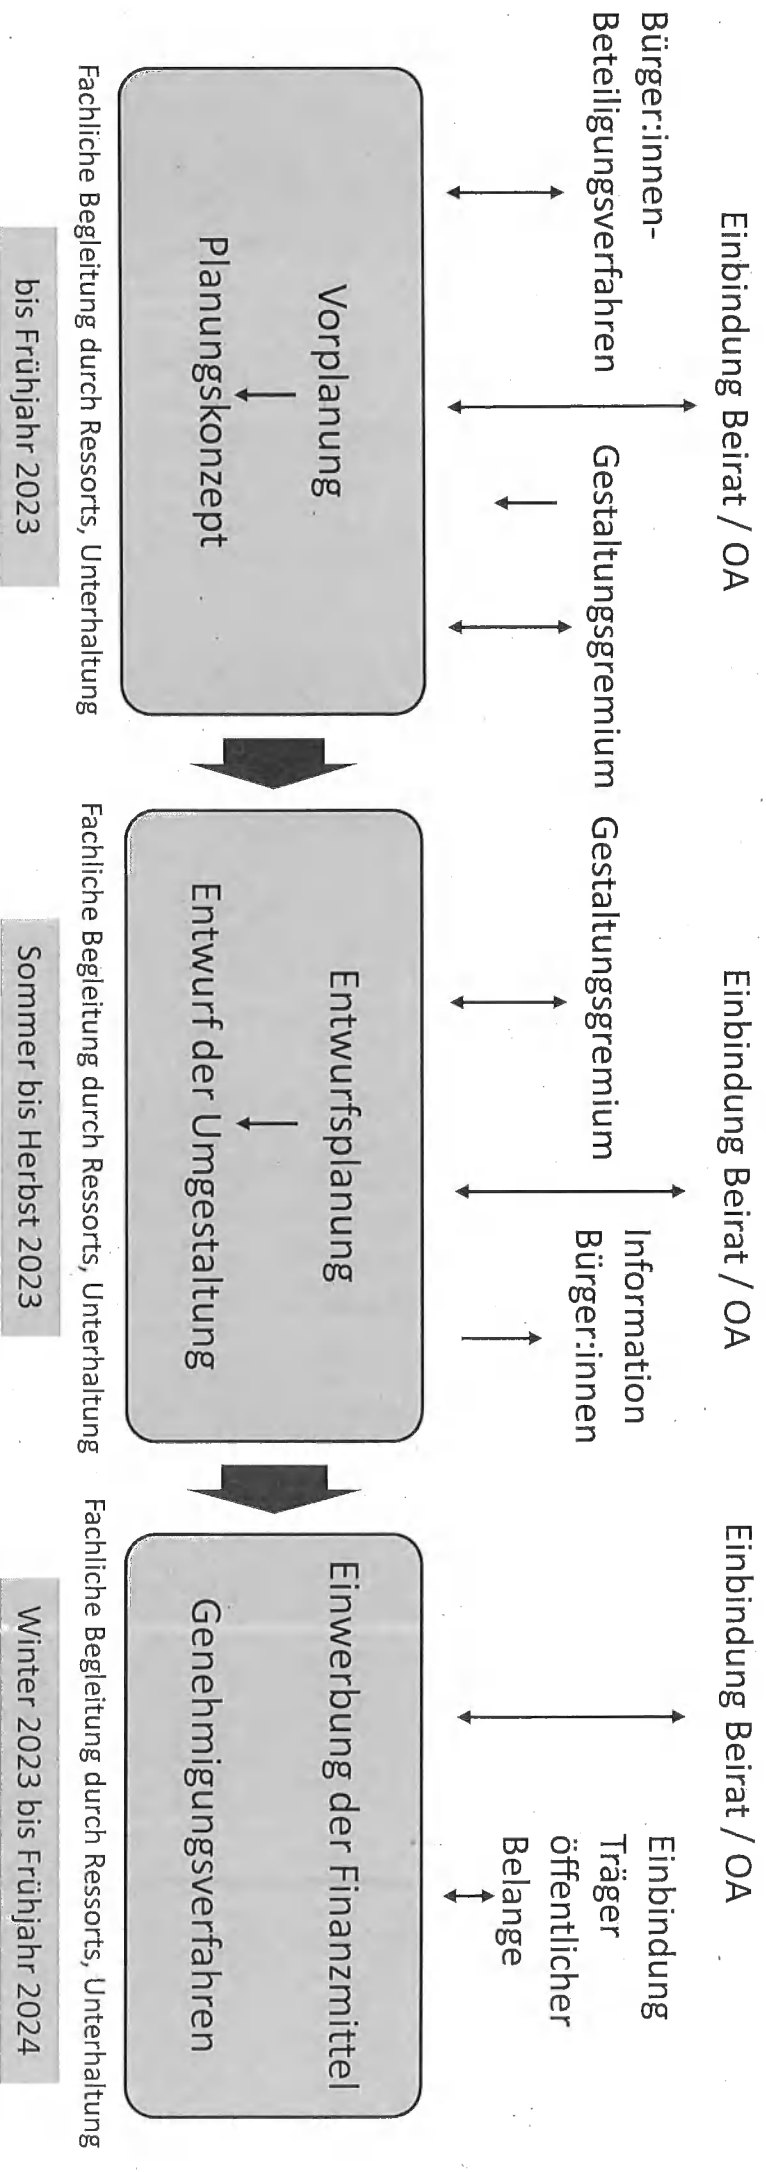 Einbindung Beirat / OA
Bürger:innen-
Beteiligungsverfahren
Gestaltungsgremium
Vorplanung
Planungskonzept
Fachliche Begleitung durch Ressorts, Unterhaltung
bis Frühjahr 2023
Einbindung Beirat / OA
Gestaltungsgremium
Information
Bürger:innen
Entwurfsplanung
Entwurf der Umgestaltung
Fachliche Begleitung durch Ressorts, Unterhaltung
Sommer bis Herbst 2023
Einbindung Beirat / OA
Einbindung
Träger
öffentlicher
Belange
Einwerbung der Finanzmittel
Genehmigungsverfahren
Fachliche Begleitung durch Ressorts, Unterhaltung
Winter 2023 bis Frühjahr 2024